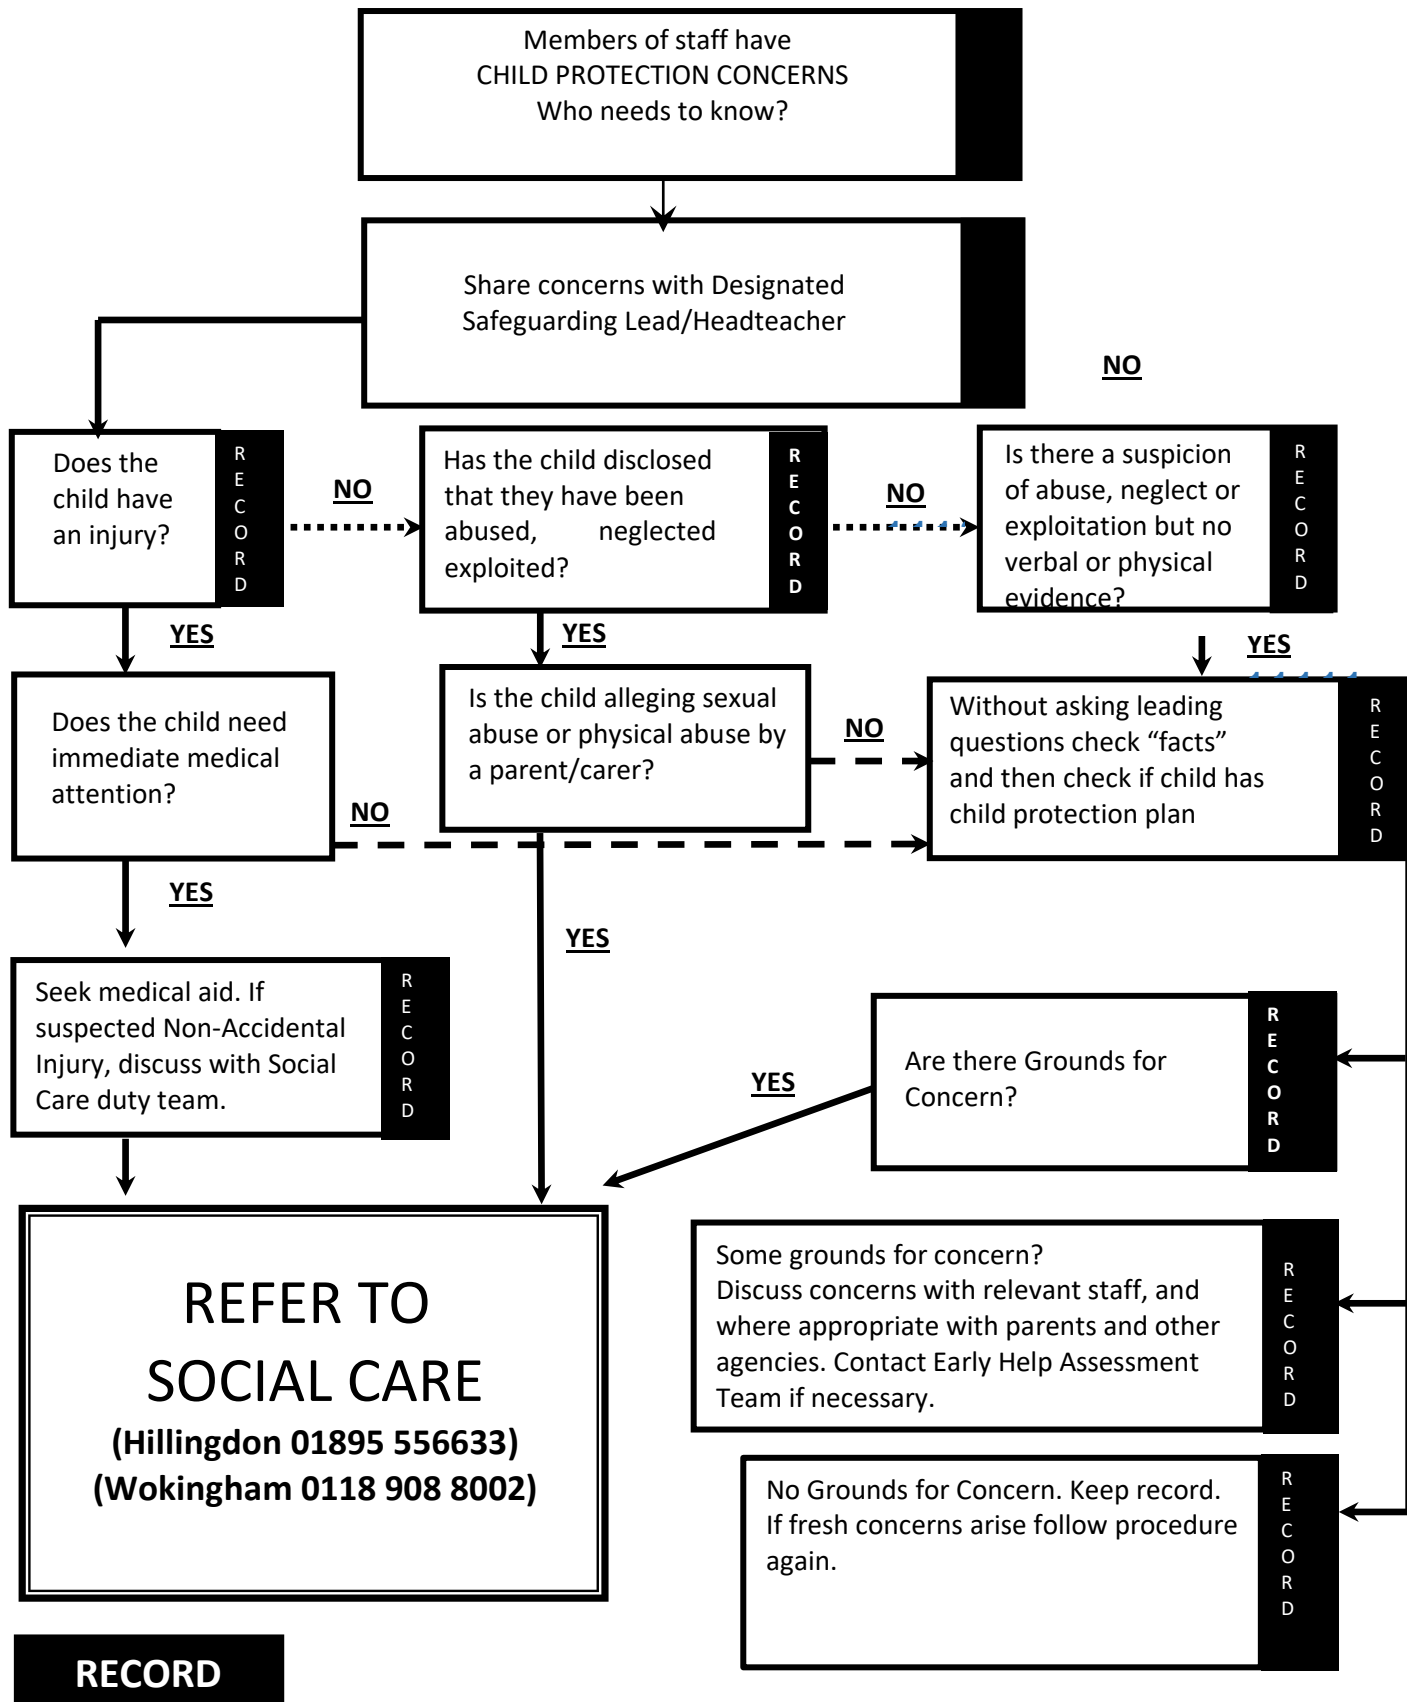 Members of staff have
CHILD PROTECTION CONCERNS
Who needs to know?
Share concerns with Designated
Safeguarding Lead/Headteacher
NO
Does the
child have
an injury?
RECORD
NO
Has the child disclosed
that they have been
abused, neglected
exploited?
RECORD
NO
Is there a suspicion
of abuse, neglect or
exploitation but no
verbal or physical
evidence?
RECORD
YES
YES
YES
Does the child need
immediate medical
attention?
NO
Is the child alleging sexual
abuse or physical abuse by
a parent/carer?
NO
Without asking leading
questions check “facts”
and then check if child has
child protection plan
RECORD
YES
YES
Seek medical aid. If
suspected Non-Accidental
Injury, discuss with Social
Care duty team.
RECORD
Are there Grounds for
Concern?
RECORD
YES
REFER TO
SOCIAL CARE
(Hillingdon 01895 556633)
(Wokingham 0118 908 8002)
Some grounds for concern?
Discuss concerns with relevant staff, and
where appropriate with parents and other
agencies. Contact Early Help Assessment
Team if necessary.
RECORD
No Grounds for Concern. Keep record.
If fresh concerns arise follow procedure
again.
RECORD
RECORD